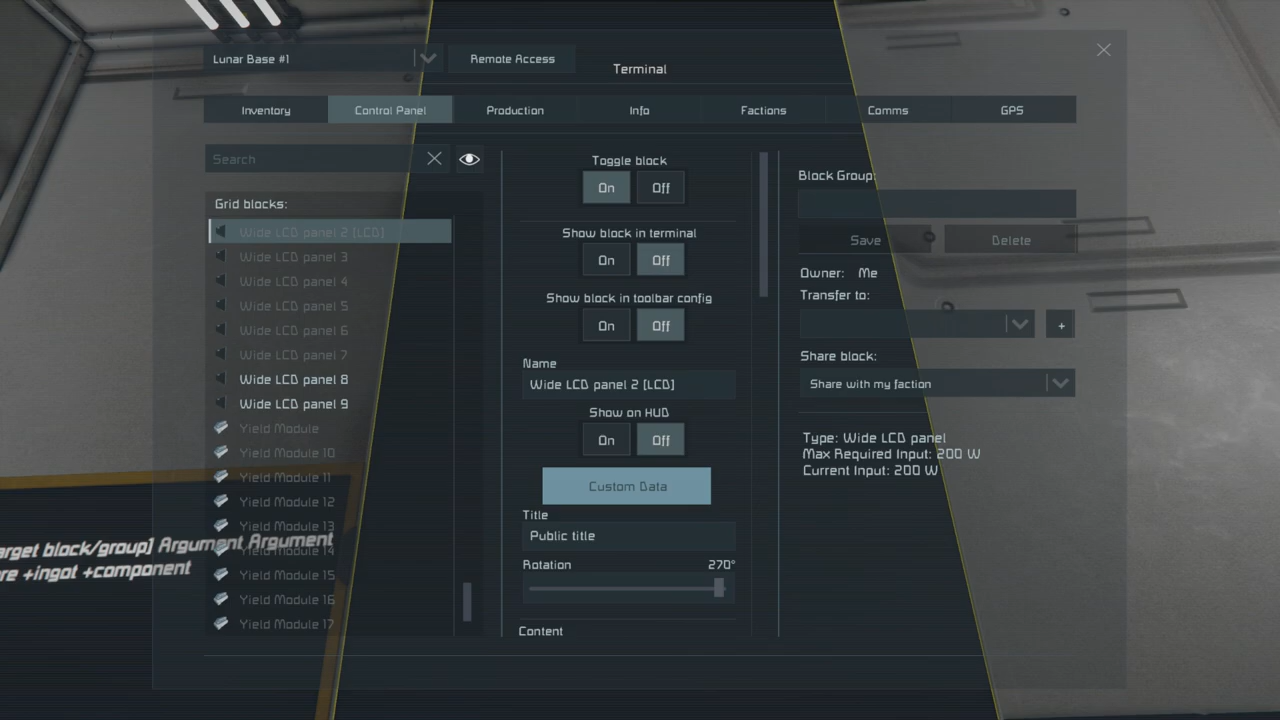 Lunar Base #1
Remote Access
Terminal
Inventory
Control Panel
Production
Info
Factions
Comms
GPS
Search
Grid blocks:
Wide LCD panel 2 [LCD]
Wide LCD panel 3
Wide LCD panel 4
Wide LCD panel 5
Wide LCD panel 6
Wide LCD panel 7
Wide LCD panel 8
Wide LCD panel 9
Yield Module
Yield Module 10
Yield Module 11
Yield Module 12
Yield Module 13
Yield Module 14
Yield Module 15
Yield Module 16
Yield Module 17
arget block/group] Argument Argument
re +ingot +component
Toggle block
On Off
Show block in terminal
On Off
Show block in toolbar config
On Off
Name
Wide LCD panel 2 [LCD]
Show on HUD
On Off
Custom Data
Title
Public title
Rotation 270°
Content
Block Group:
Save Delete
Owner: Me
Transfer to:
+
Share block:
Share with my faction
Type: Wide LCD panel
Max Required Input: 200 W
Current Input: 200 W